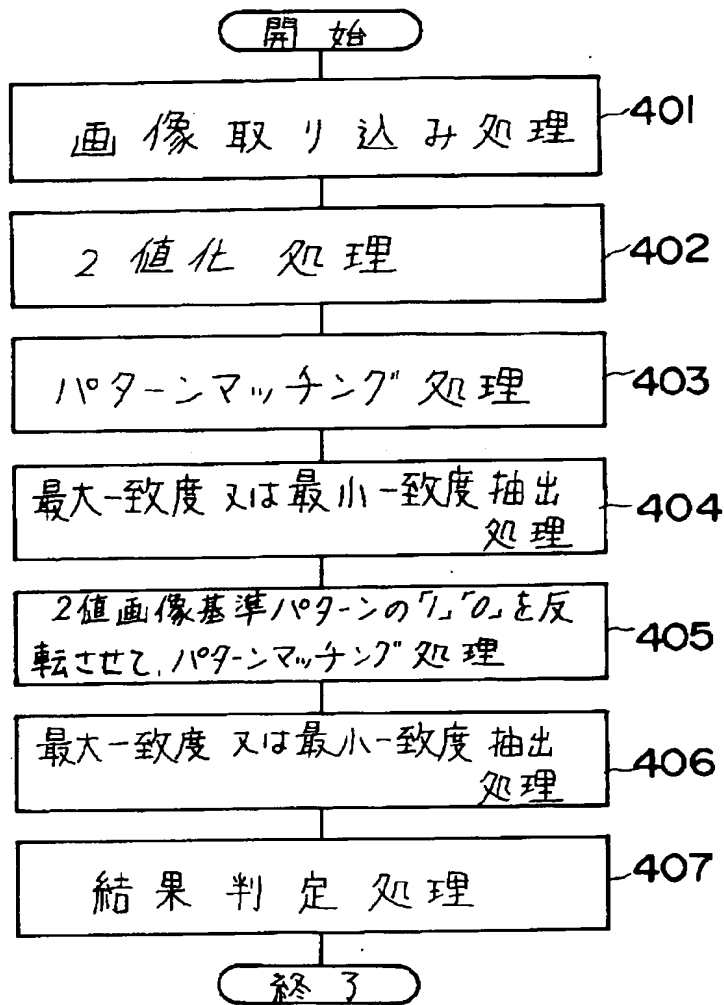 開始
画像取り込み処理
401
2値化処理
402
パターンマッチング処理
403
最大一致度又は最小一致度抽出
処理
404
2値画像基準パターンの「1」「0」を反
転させて、パターンマッチング処理
405
最大一致度又は最小一致度抽出
処理
406
結果判定処理
407
終了